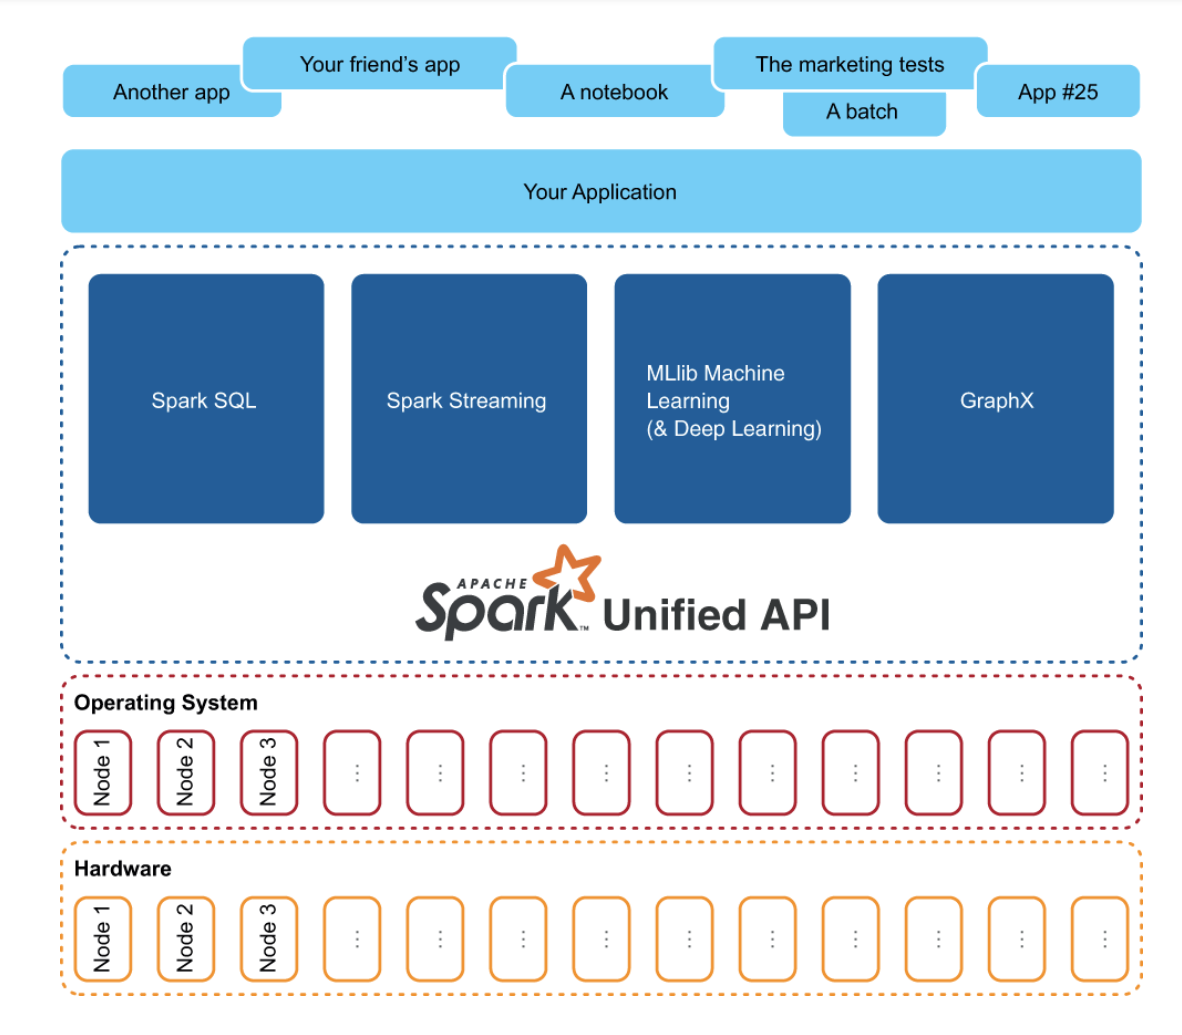 Your friend's app
The marketing tests
Another app
A notebook
App #25
A batch
Your Application
Spark SQL
Spark Streaming
MLlib Machine
Learning
(& Deep Learning)
GraphX
APACHE
Spark™ Unified API
Operating System
Node 1
Node 2
Node 3
...
...
...
...
...
...
...
...
...
...
Hardware
Node 1
Node 2
Node 3
...
...
...
...
...
...
...
...
...
...